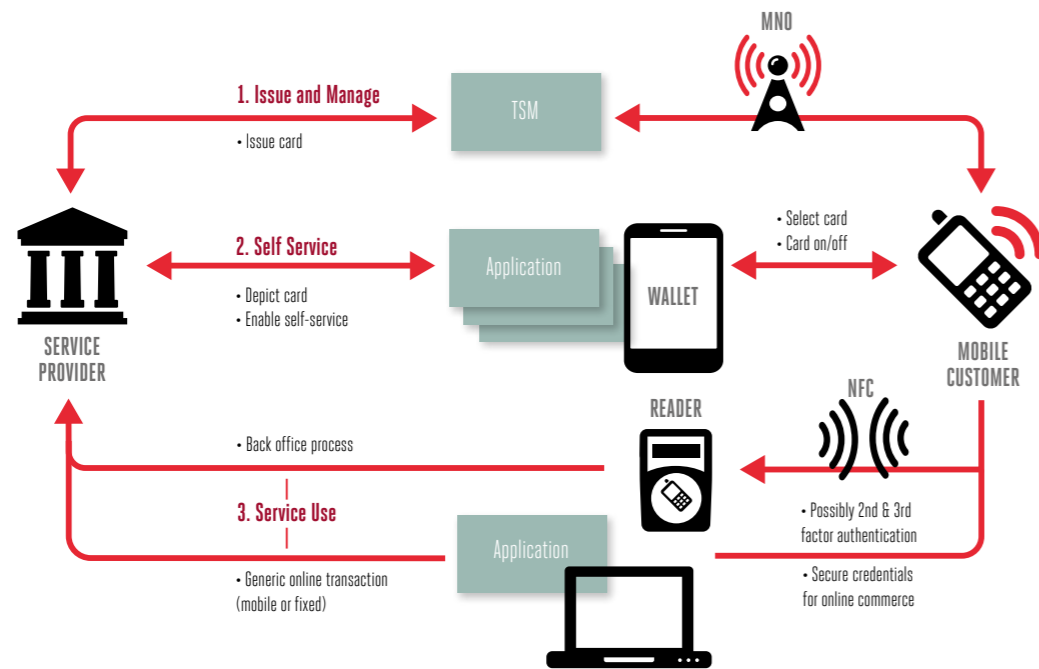 MNO
1. Issue and Manage
• Issue card
TSM
2. Self Service
• Depict card
• Enable self-service
Application
WALLET
• Select card
• Card on/off
SERVICE
PROVIDER
MOBILE
CUSTOMER
READER
NFC
• Back office process
3. Service Use
• Generic online transaction
(mobile or fixed)
Application
• Possibly 2nd & 3rd
factor authentication
• Secure credentials
for online commerce